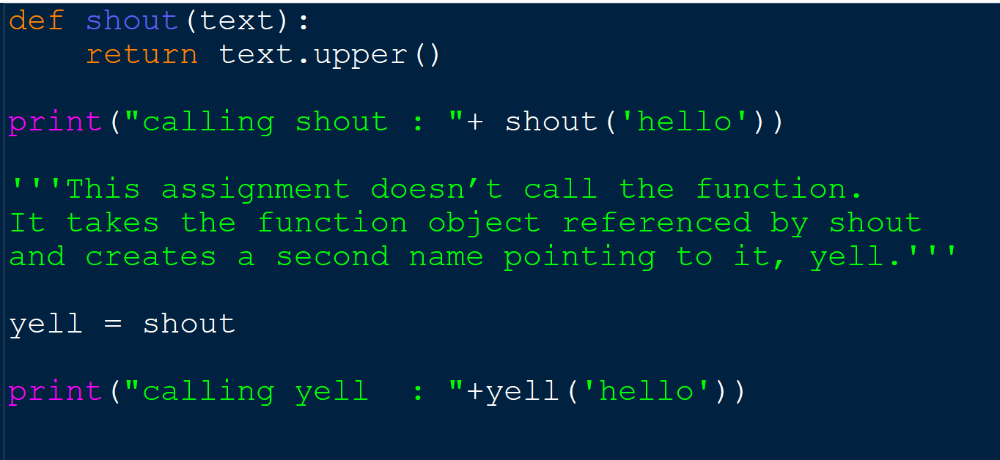 def shout(text):
    return text.upper()
print("calling shout : "+ shout('hello'))
'''This assignment doesn’t call the function.
It takes the function object referenced by shout
and creates a second name pointing to it, yell.'''
yell = shout
print("calling yell  : "+yell('hello'))